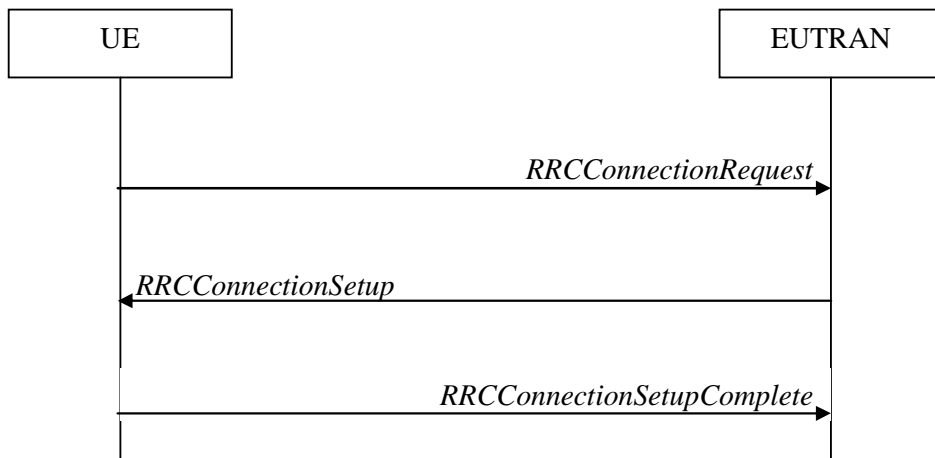 UE
EUTRAN
RRCConnectionRequest
RRCConnectionSetup
RRCConnectionSetupComplete